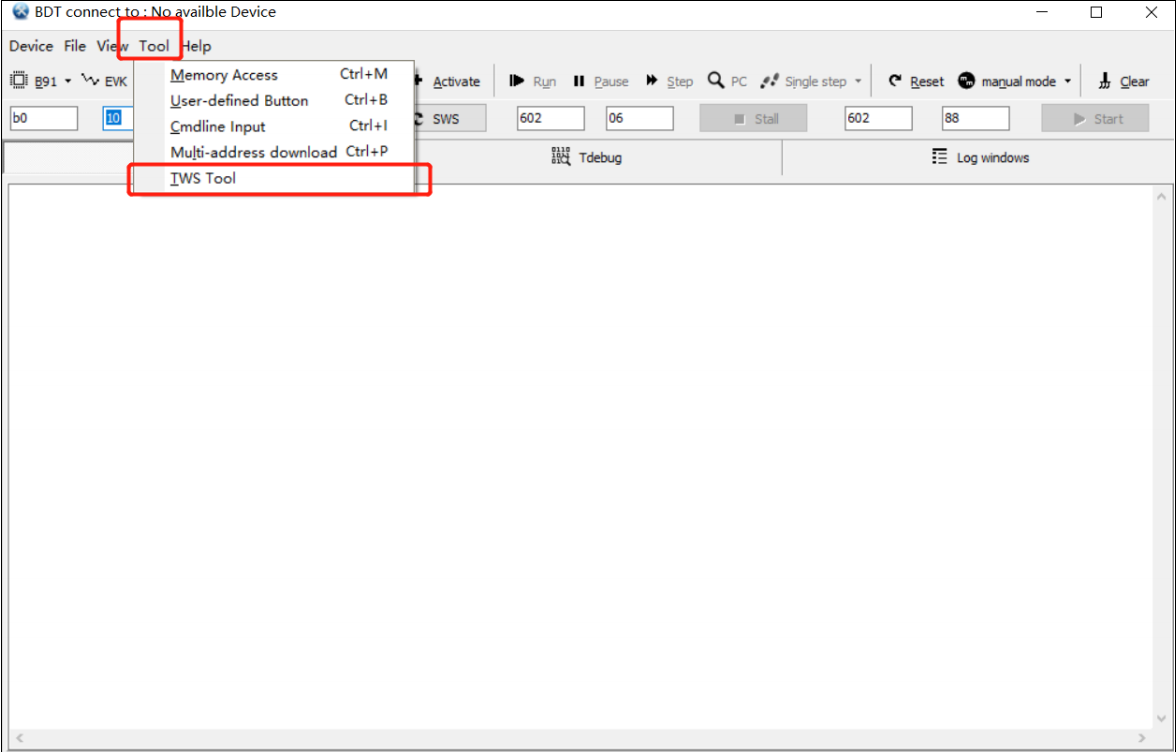 BDT connect to : No availble Device
Device File View Tool Help
B91 EVK Activate Run Pause Step PC Single step Reset manual mode Clear
Memory Access Ctrl+M
User-defined Button Ctrl+B
b0 10 SWS 602 06 Stall 602 88 Start
Cmdline Input Ctrl+I
Multi-address download Ctrl+P
Tdebug Log windows
TWS Tool